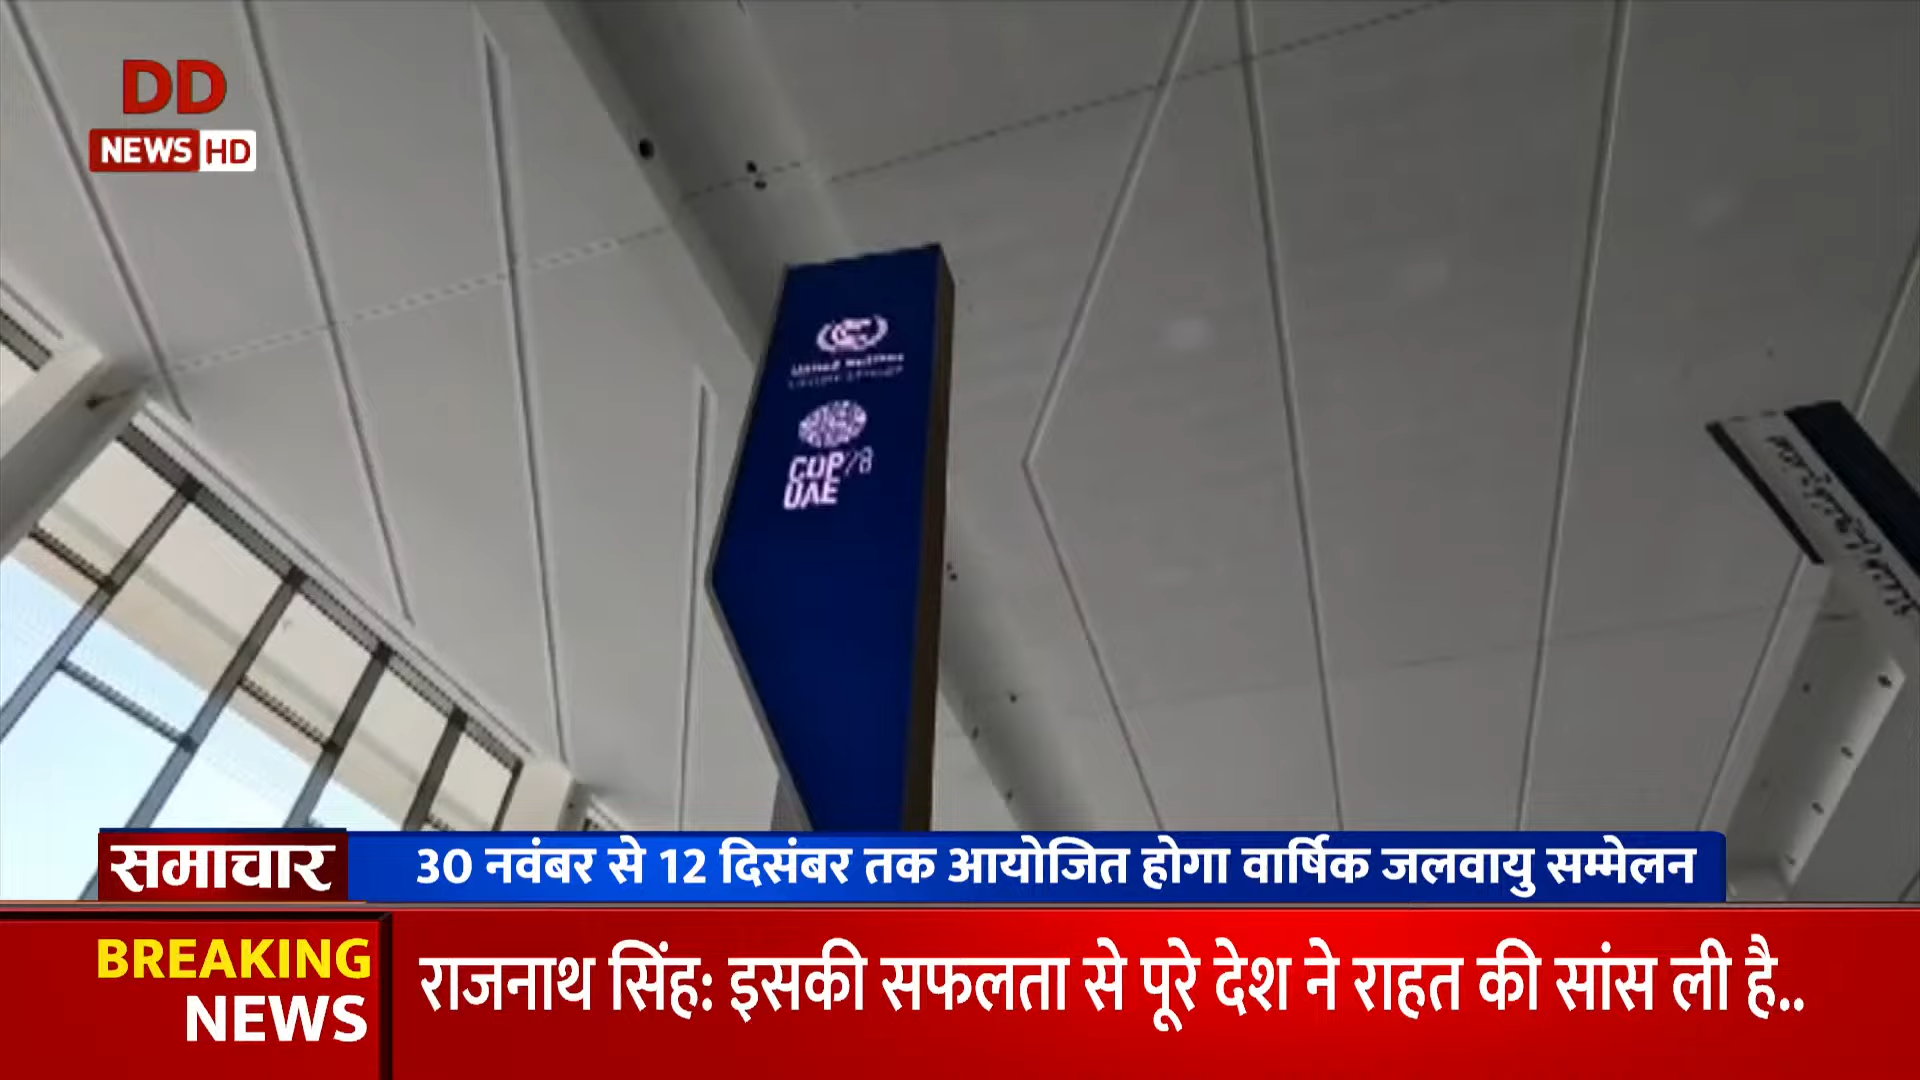 DD
NEWS HD
United Nations
COP28
UAE
समाचार
30 नवंबर से 12 दिसंबर तक आयोजित होगा वार्षिक जलवायु सम्मेलन
BREAKING
NEWS
राजनाथ सिंह: इसकी सफलता से पूरे देश ने राहत की सांस ली है..